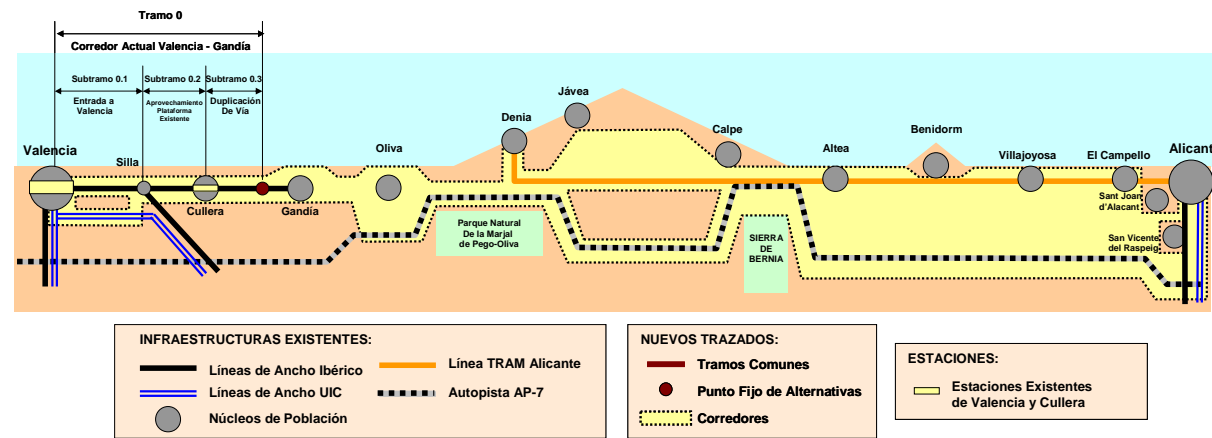 Tramo 0
Corredor Actual Valencia - Gandía
Subtramo 0.1
Subtramo 0.2
Subtramo 0.3
Entrada a
Valencia
Aprovechamiento
Plataforma
Existente
Duplicación
De Vía
Valencia
Silla
Cullera
Gandía
Oliva
Denia
Jávea
Calpe
Altea
Benidorm
Villajoyosa
El Campello
Alicant
Sant Joan
d'Alacant
San Vicente
del Raspeig
Parque Natural
De la Marjal
de Pego-Oliva
SIERRA
DE
BERNIA
INFRAESTRUCTURAS EXISTENTES:
Líneas de Ancho Ibérico
Línea TRAM Alicante
Líneas de Ancho UIC
Autopista AP-7
Núcleos de Población
NUEVOS TRAZADOS:
Tramos Comunes
Punto Fijo de Alternativas
Corredores
ESTACIONES:
Estaciones Existentes
de Valencia y Cullera